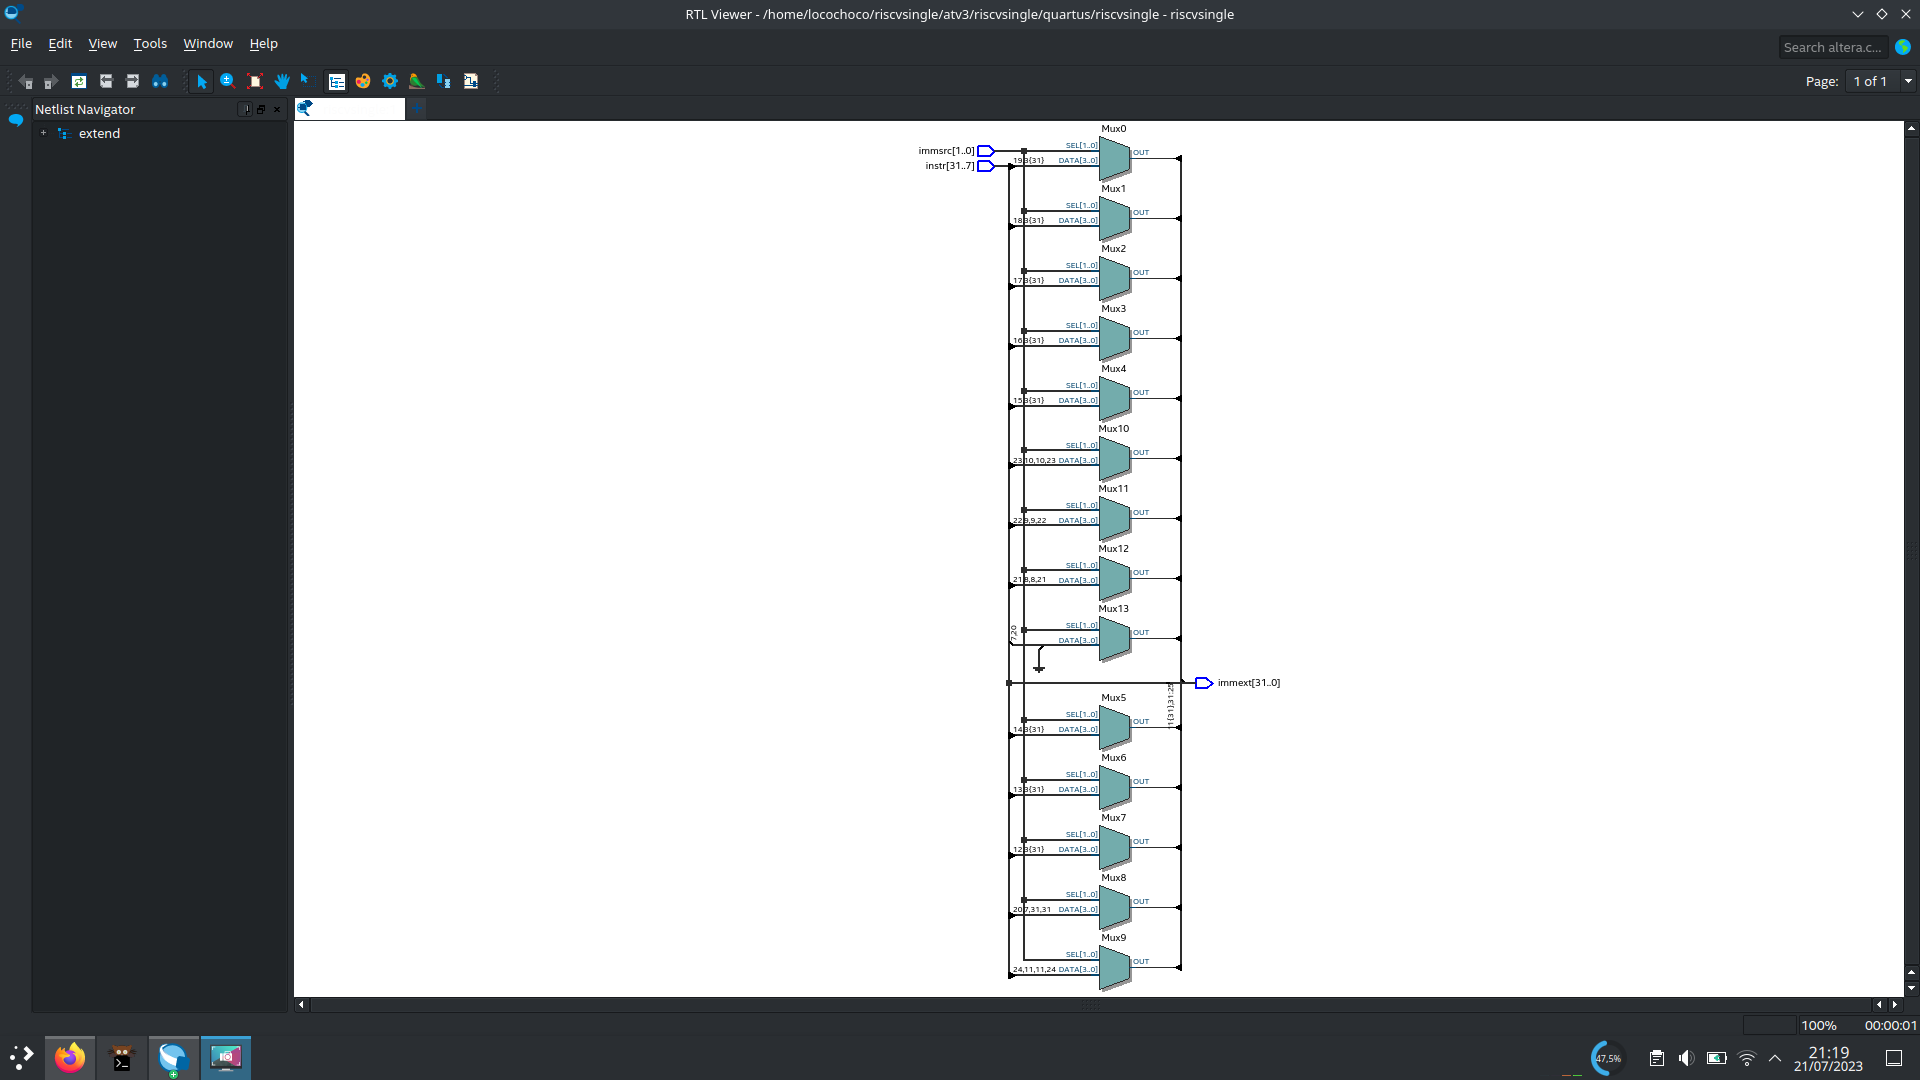 RTL Viewer - /home/locochoco/riscvsingle/atv3/riscvsingle/quartus/riscvsingle - riscvsingle
File Edit View Tools Window Help
Search altera.c...
Page: 1 of 1
Netlist Navigator
extend
immsrc[1..0]
instr[31..7]
Mux0
SEL[1..0]
OUT
DATA[3..0]
Mux1
SEL[1..0]
OUT
18,3{31} DATA[3..0]
Mux2
SEL[1..0]
OUT
17,3{31} DATA[3..0]
Mux3
SEL[1..0]
OUT
16,3{31} DATA[3..0]
Mux4
SEL[1..0]
OUT
15,3{31} DATA[3..0]
Mux10
SEL[1..0]
OUT
23,10,10,23 DATA[3..0]
Mux11
SEL[1..0]
OUT
22,9,9,22 DATA[3..0]
Mux12
SEL[1..0]
OUT
21,8,8,21 DATA[3..0]
Mux13
SEL[1..0]
OUT
7,20
DATA[3..0]
immext[31..0]
Mux5
SEL[1..0]
OUT
14,3{31} DATA[3..0]
Mux6
SEL[1..0]
OUT
13,3{31} DATA[3..0]
Mux7
SEL[1..0]
OUT
12,3{31} DATA[3..0]
Mux8
SEL[1..0]
OUT
20,7,31,31 DATA[3..0]
Mux9
SEL[1..0]
OUT
24,11,11,24 DATA[3..0]
100% 00:00:01
47,5%
21:19
21/07/2023